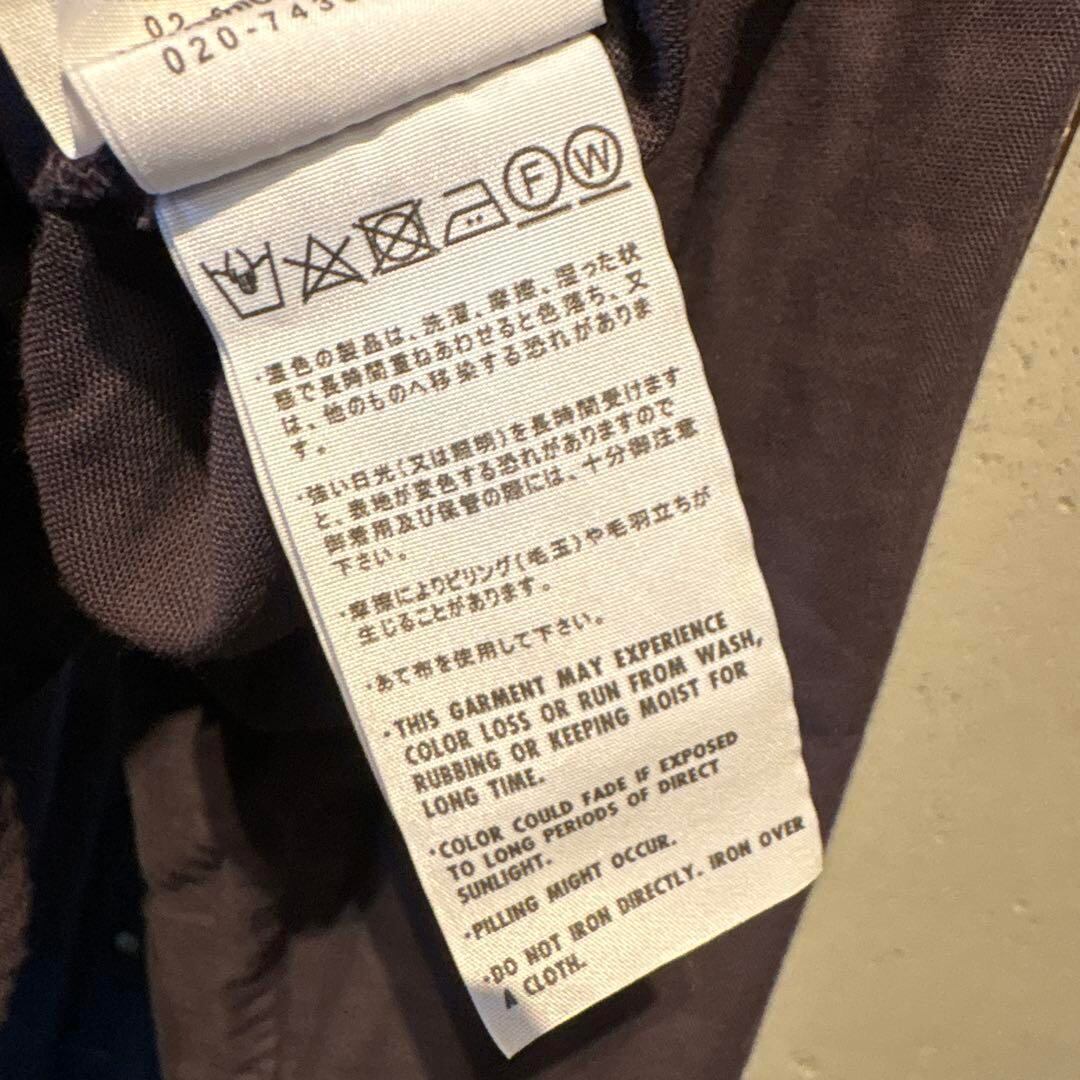 020-743
F W
・濃色の製品は、洗濯、摩擦、湿った状
態で長時間重ねあわせると色落ち、又
は、他のものへ移染する恐れがありま
す。
・強い日光(又は照明)を長時間受けます
と、表地が変色する恐れがありますので
御着用及び保管の際には、十分御注意
下さい。
・摩擦によりピリング(毛玉)や毛羽立ちが
生じることがあります。
・あて布を使用して下さい。
・THIS GARMENT MAY EXPERIENCE
COLOR LOSS OR RUN FROM WASH,
RUBBING OR KEEPING MOIST FOR
LONG TIME.
・COLOR COULD FADE IF EXPOSED
TO LONG PERIODS OF DIRECT
SUNLIGHT.
・PILLING MIGHT OCCUR.
・DO NOT IRON DIRECTLY. IRON OVER
A CLOTH.